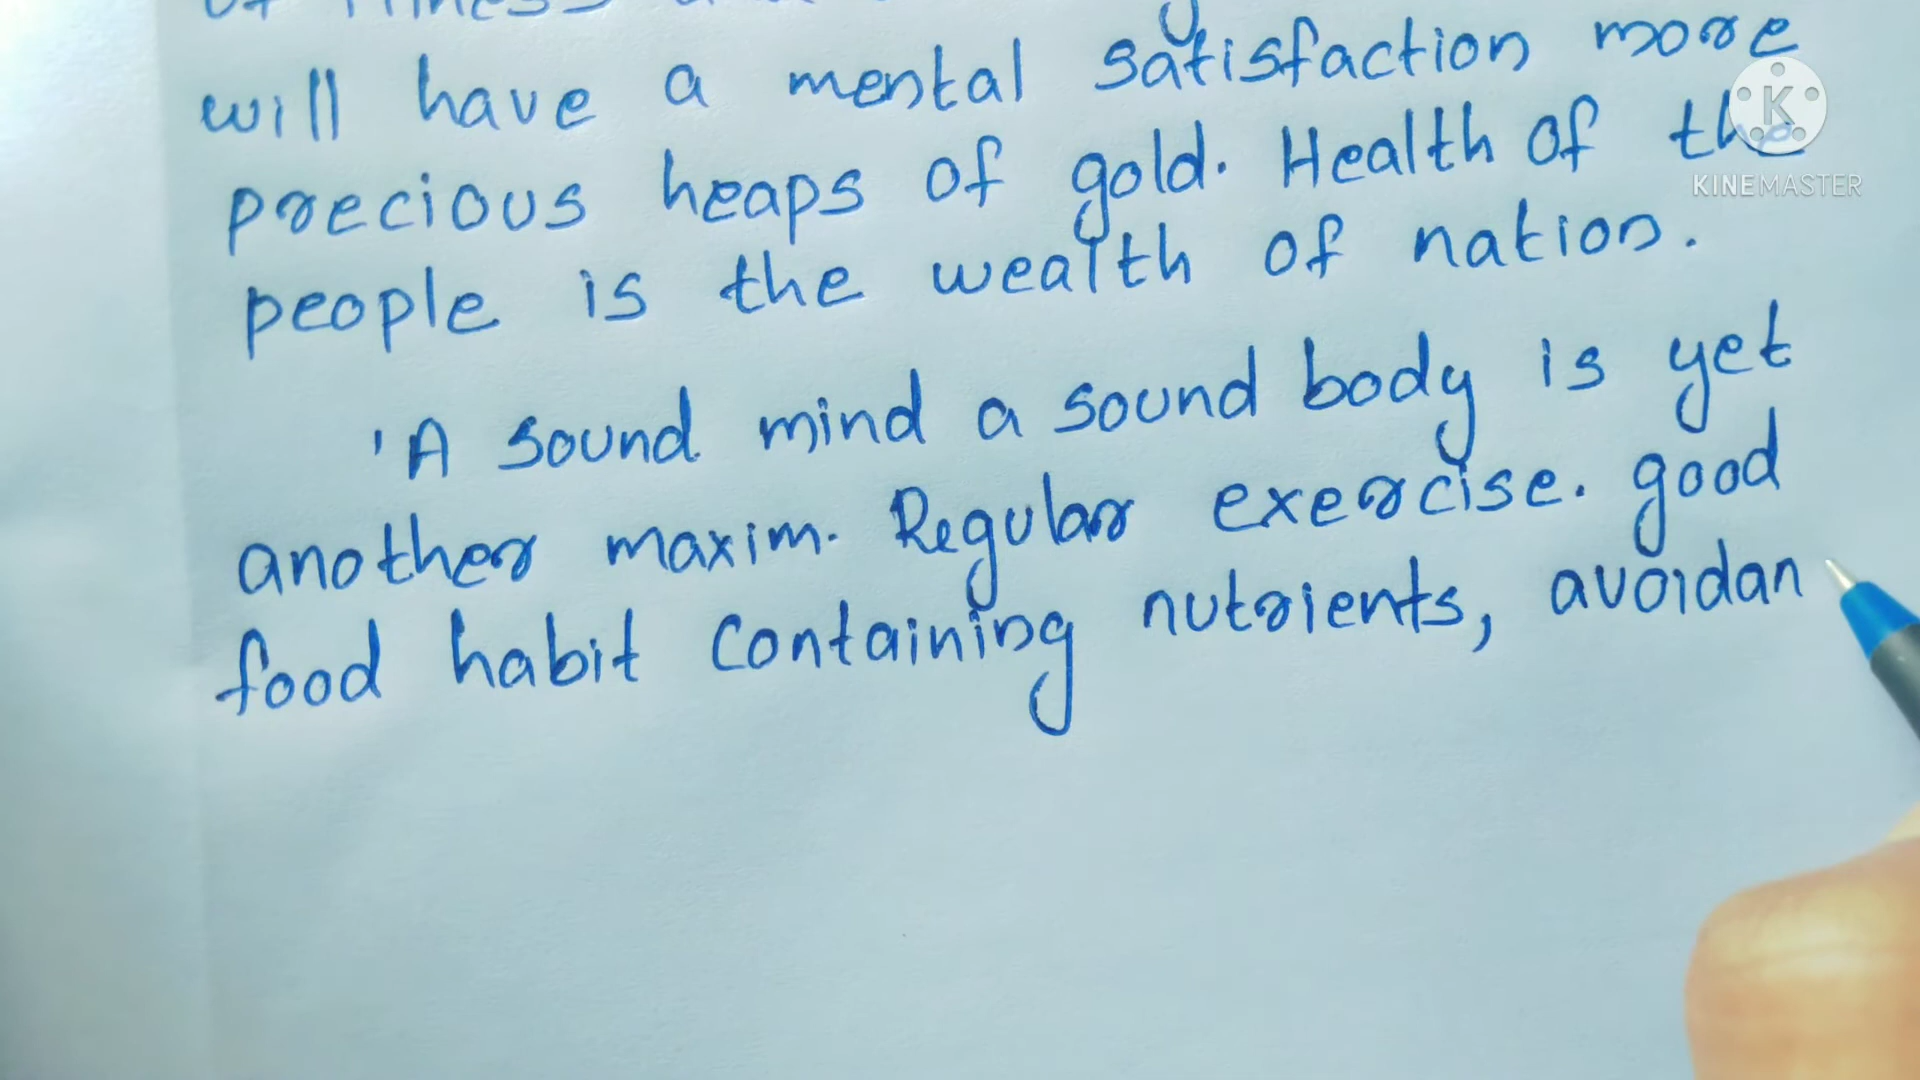 of
will have a mental satisfaction more
precious heaps of gold. Health of the
KINEMASTER
people is the wealth of nation.
'A sound mind a sound body is yet
another maxim. Regular exercise. good
food habit containing nutrients, avoidan